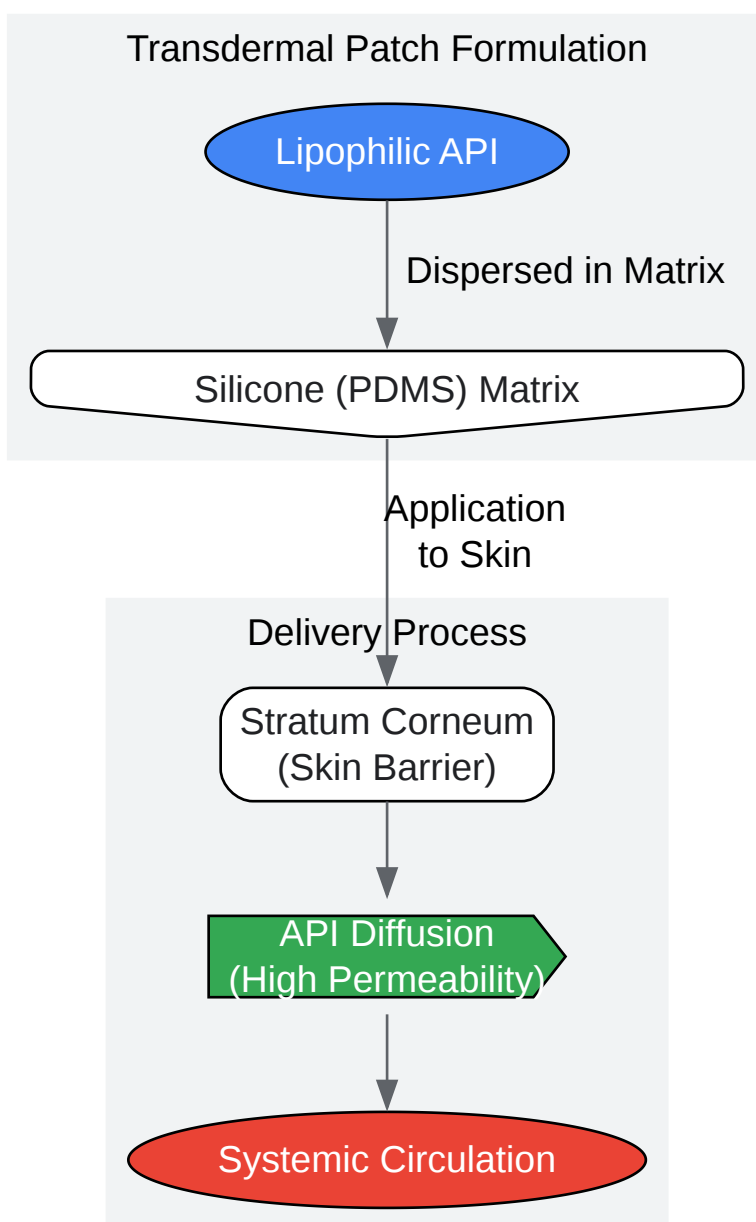 Transdermal Patch Formulation
Lipophilic API
Dispersed in Matrix
Silicone (PDMS) Matrix
Application
to Skin
Delivery Process
Stratum Corneum
(Skin Barrier)
API Diffusion
(High Permeability)
Systemic Circulation